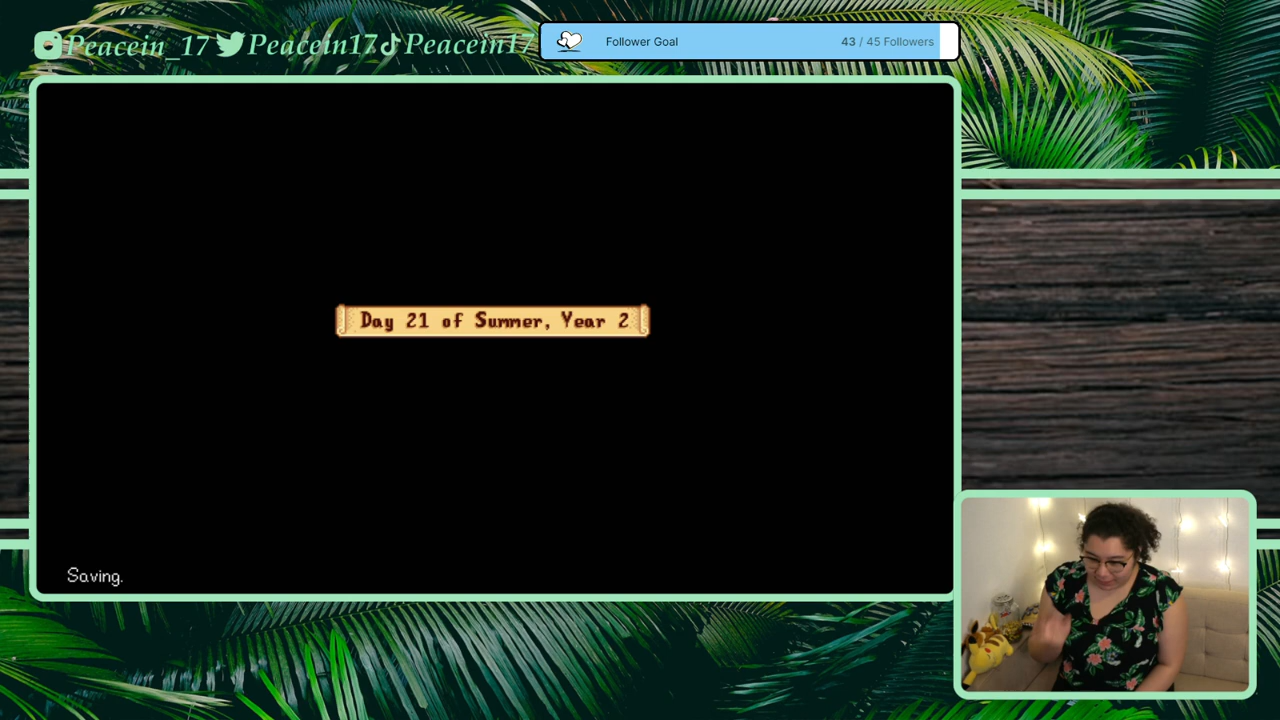 Peacein_17 Peacein17 Peacein17
Follower Goal 43 / 45 Followers
Day 21 of Summer, Year 2
Saving.